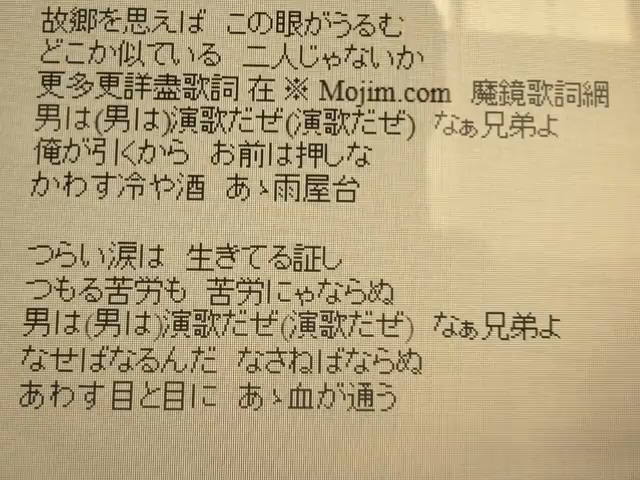 故郷を思えば　この眼がうるむ
どこか似ている　二人じゃないか
更多更詳盡歌詞 在 ※ Mojim.com　魔鏡歌詞網
男は(男は)演歌だぜ(演歌だぜ)　なぁ兄弟よ
俺が引くから　お前は押しな
かわす冷や酒　あゝ雨屋台
つらい涙は　生きてる証し
つもる苦労も　苦労にゃならぬ
男は(男は)演歌だぜ(演歌だぜ)　なぁ兄弟よ
なせばなるんだ　なさねばならぬ
あわす目と目に　あゝ血が通う